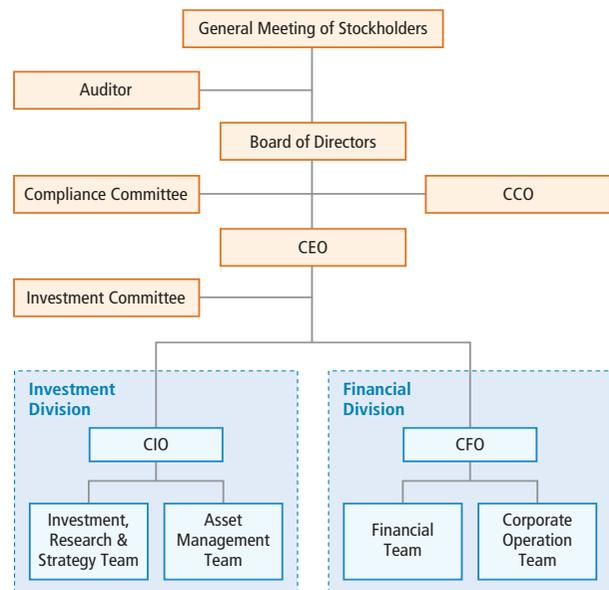 General Meeting of Stockholders
Auditor
Board of Directors
Compliance Committee
CCO
CEO
Investment Committee
Investment
Division
CIO
Investment,
Research &
Strategy Team
Asset
Management
Team
Financial
Division
CFO
Financial
Team
Corporate
Operation
Team